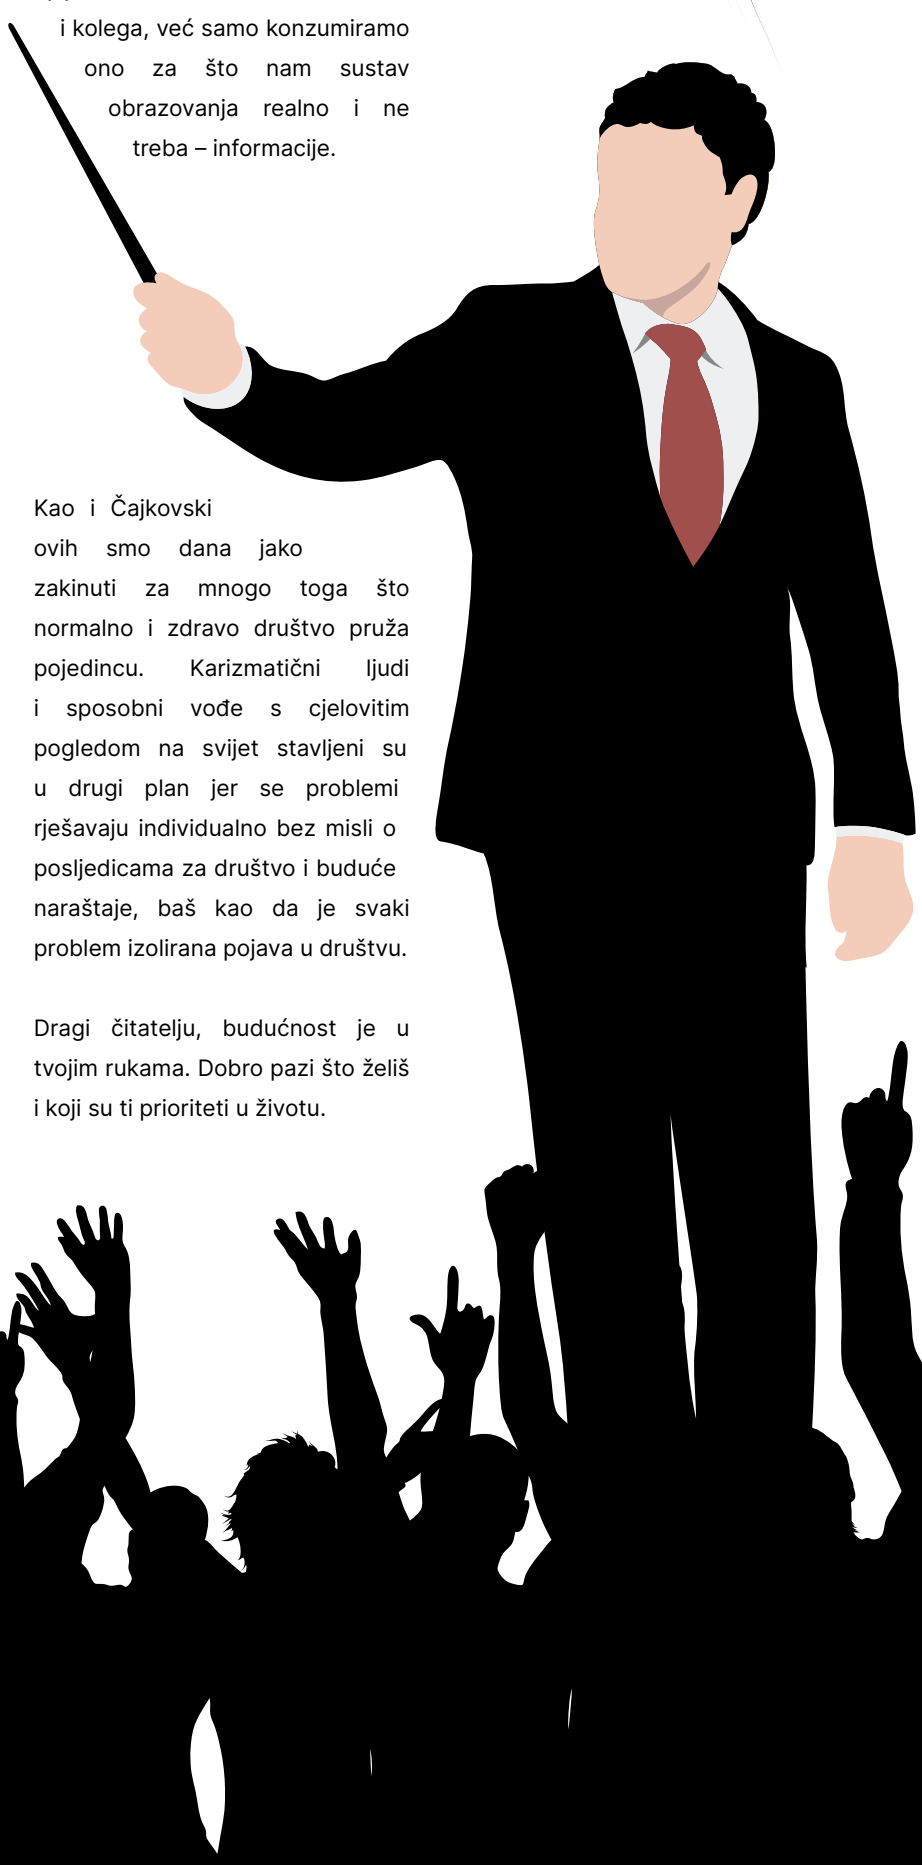 i kolega, već samo konzumiramo
ono za što nam sustav
obrazovanja realno i ne
treba – informacije.
Kao i Čajkovski
ovih smo dana jako
zakinuti za mnogo toga što
normalno i zdravo društvo pruža
pojedincu. Karizmatični ljudi
i sposobni vođe s cjelovitim
pogledom na svijet stavljeni su
u drugi plan jer se problemi
rješavaju individualno bez misli o
posljedicama za društvo i buduće
naraštaje, baš kao da je svaki
problem izolirana pojava u društvu.
Dragi čitatelju, budućnost je u
tvojim rukama. Dobro pazi što želiš
i koji su ti prioriteti u životu.